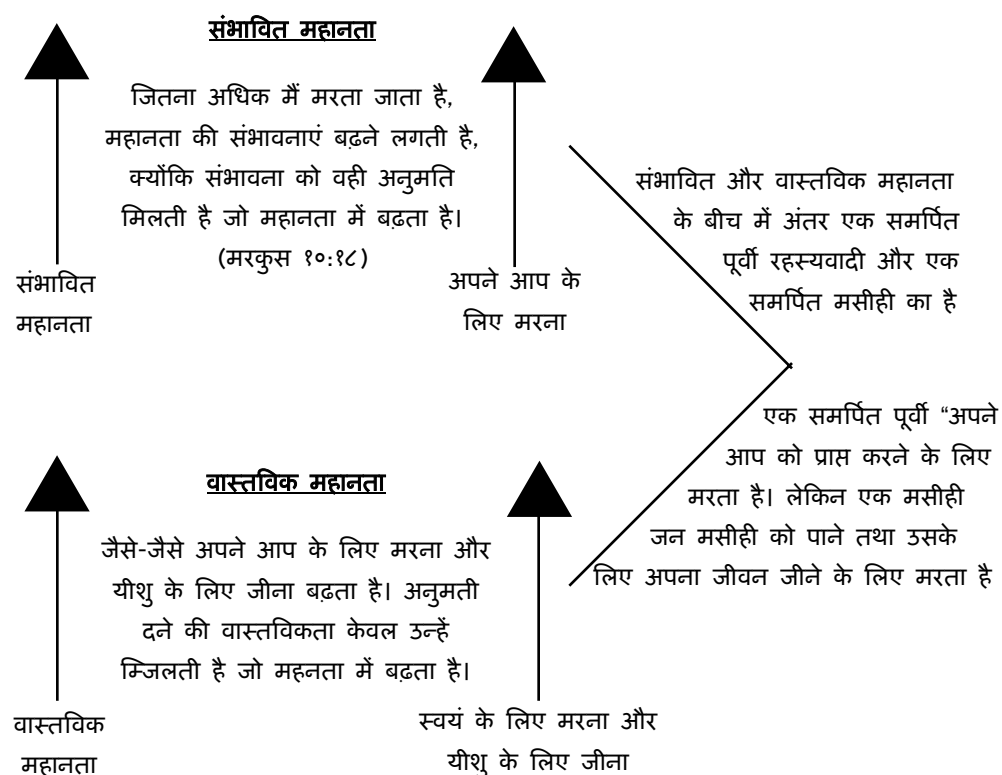 संभावित महानता
जितना अधिक मैं मरता जाता है,
महानता की संभावनाएं बढ़ने लगती है,
क्योंकि संभावना को वही अनुमति
मिलती है जो महानता में बढ़ता है।
(मरकुस १०:१८)
संभावित
महानता
अपने आप के
लिए मरना
संभावित और वास्तविक महानता
के बीच में अंतर एक समर्पित
पूर्वी रहस्यवादी और एक
समर्पित मसीही का है
एक समर्पित पूर्वी “अपने
आप को प्राप्त करने के लिए
मरता है। लेकिन एक मसीही
जन मसीही को पाने तथा उसके
लिए अपना जीवन जीने के लिए मरता है
वास्तविक महानता
जैसे-जैसे अपने आप के लिए मरना और
यीशु के लिए जीना बढ़ता है। अनुमती
दने की वास्तविकता केवल उन्हें
म्जिलती है जो महनता में बढ़ता है।
वास्तविक
महानता
स्वयं के लिए मरना और
यीशु के लिए जीना